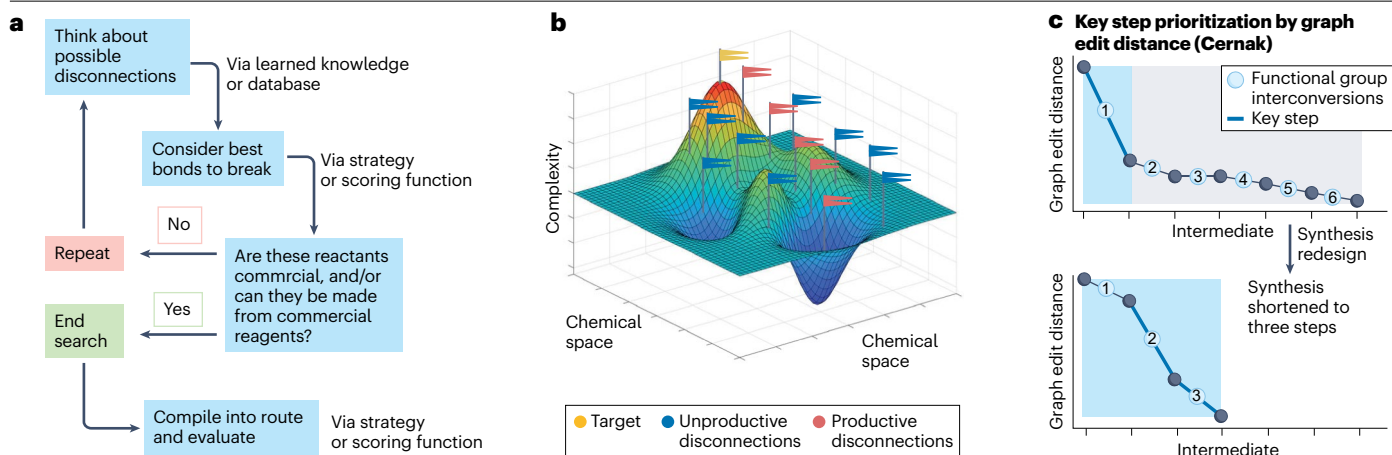 a
Think about
possible
disconnections
Via learned knowledge
or database
Consider best
bonds to break
Via strategy
or scoring function
No
Repeat
Are these reactants
commrcial, and/or
can they be made
from commercial
reagents?
Yes
End
search
Compile into route
and evaluate
Via strategy
or scoring function
b
Complexity
Chemical
space
Chemical
space
Target
Unproductive
disconnections
Productive
disconnections
c Key step prioritization by graph
edit distance (Cernak)
Graph edit distance
Functional group
interconversions
Key step
1
2
3
4
5
6
Intermediate
Synthesis
redesign
Synthesis
shortened to
three steps
Graph edit distance
1
2
3
Intermediate